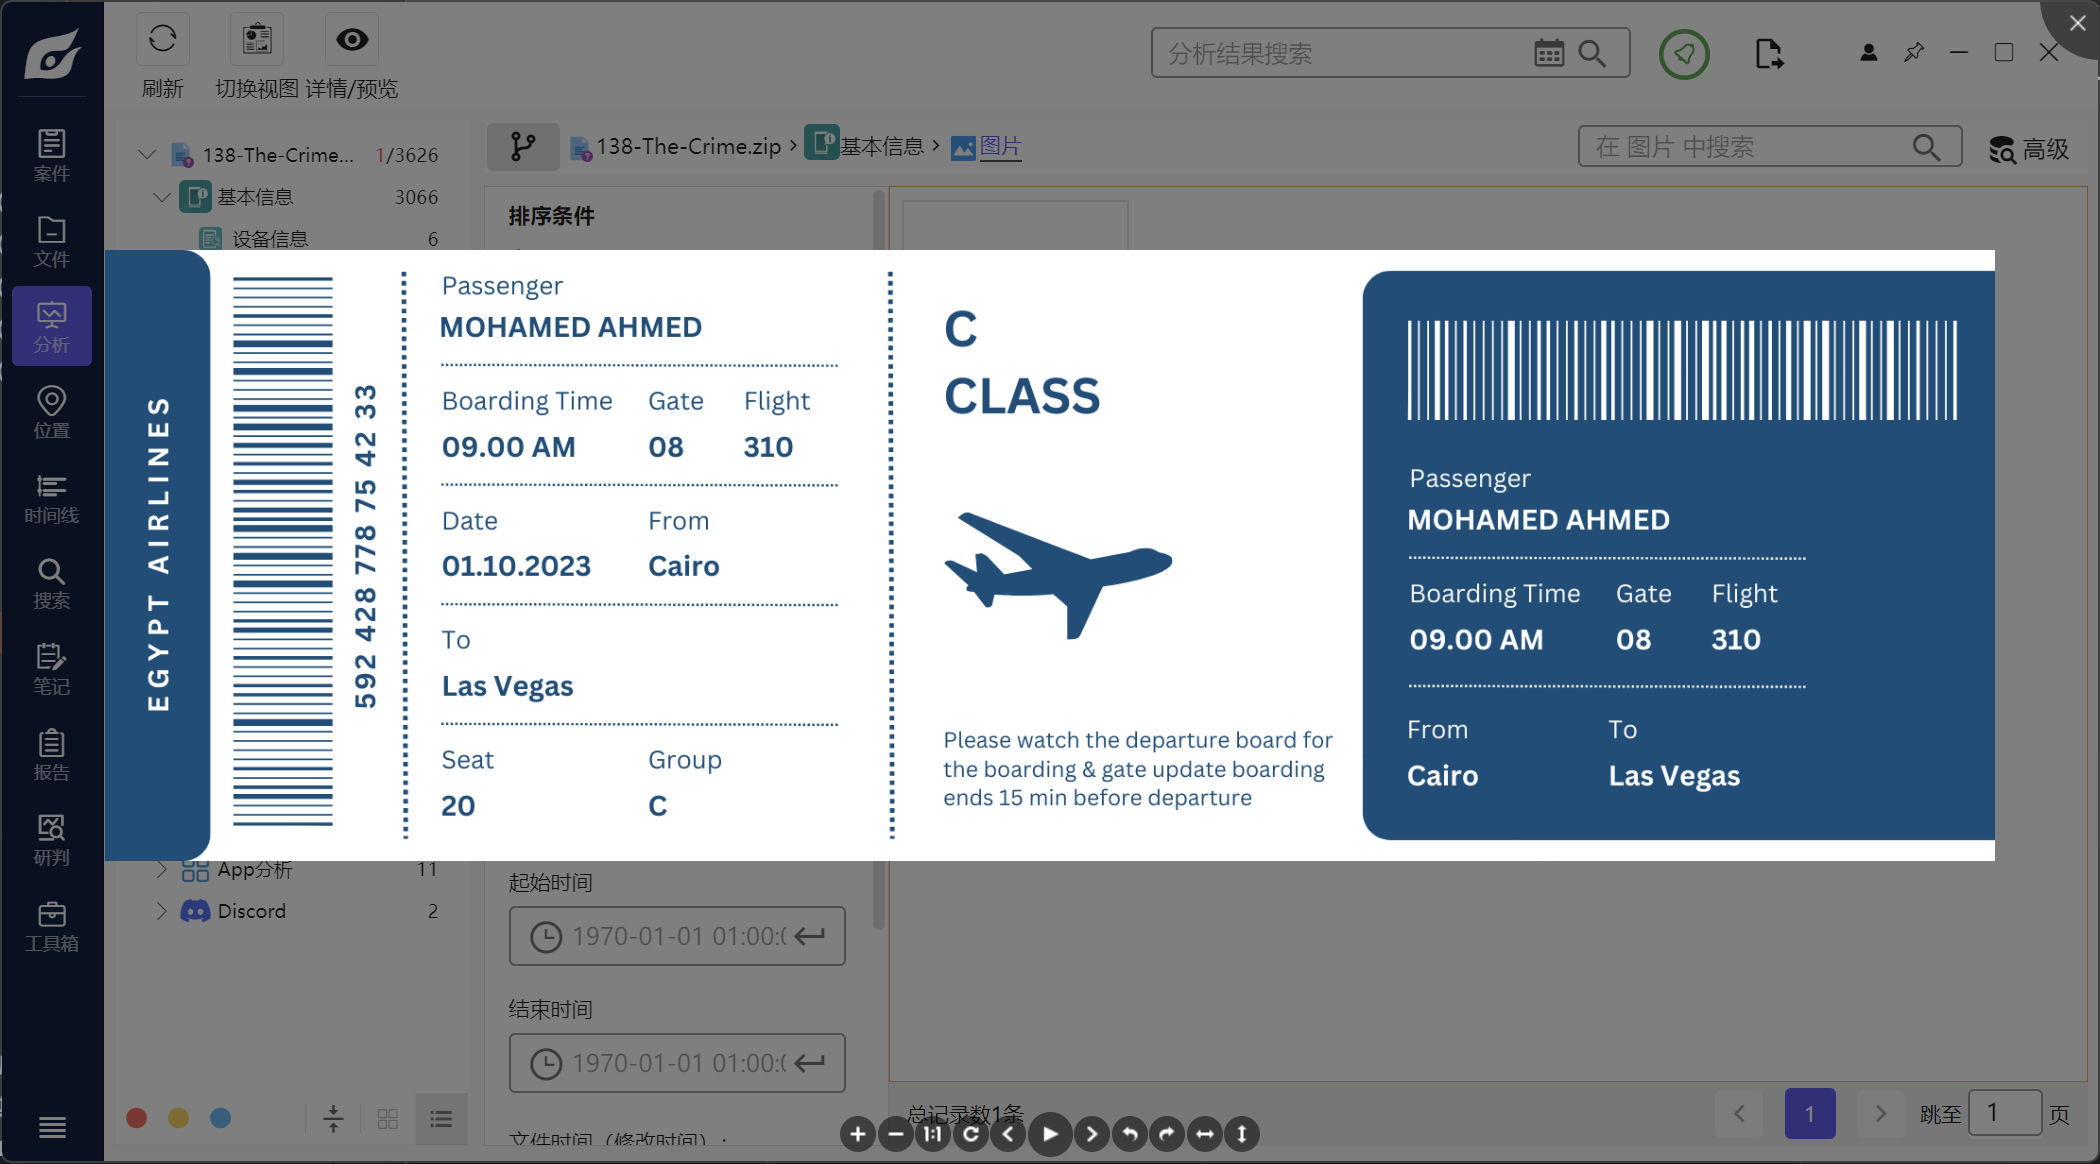 刷新
切换视图
详情/预览
分析结果搜索
案件
文件
分析
位置
时间线
搜索
笔记
报告
研判
工具箱
138-The-Crime... 1/3626
基本信息 3066
设备信息 6
App分析 11
Discord 2
138-The-Crime.zip › 基本信息 › 图片
在 图片 中搜索
高级
排序条件
EGYPT AIRLINES
592 428 778 75 42 33
Passenger
MOHAMED AHMED
Boarding Time Gate Flight
09.00 AM 08 310
Date From
01.10.2023 Cairo
To
Las Vegas
Seat Group
20 C
C
CLASS
Please watch the departure board for
the boarding & gate update boarding
ends 15 min before departure
Passenger
MOHAMED AHMED
Boarding Time Gate Flight
09.00 AM 08 310
From To
Cairo Las Vegas
起始时间
1970-01-01 01:00:
结束时间
1970-01-01 01:00:
文件时间（修改时间）:
总记录数1条
1:1
1
跳至 1 页